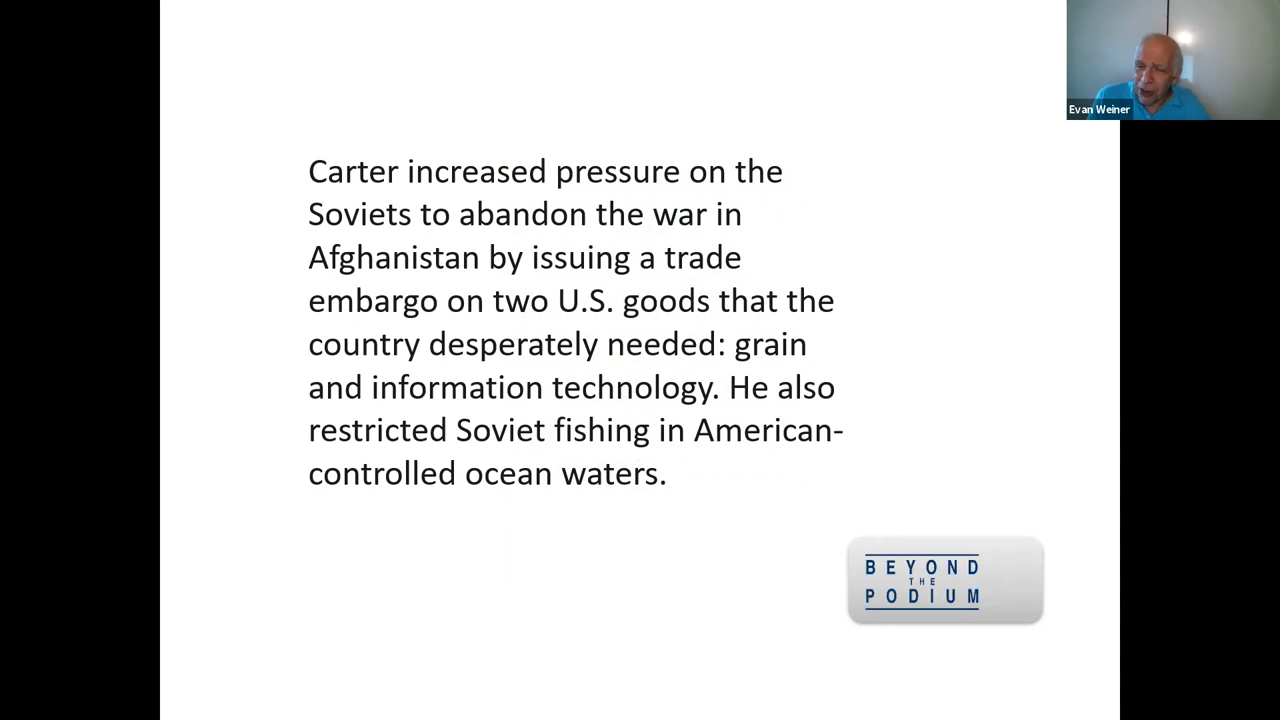 Evan Weiner
Carter increased pressure on the
Soviets to abandon the war in
Afghanistan by issuing a trade
embargo on two U.S. goods that the
country desperately needed: grain
and information technology. He also
restricted Soviet fishing in American-
controlled ocean waters.
BEYOND
THE
PODIUM